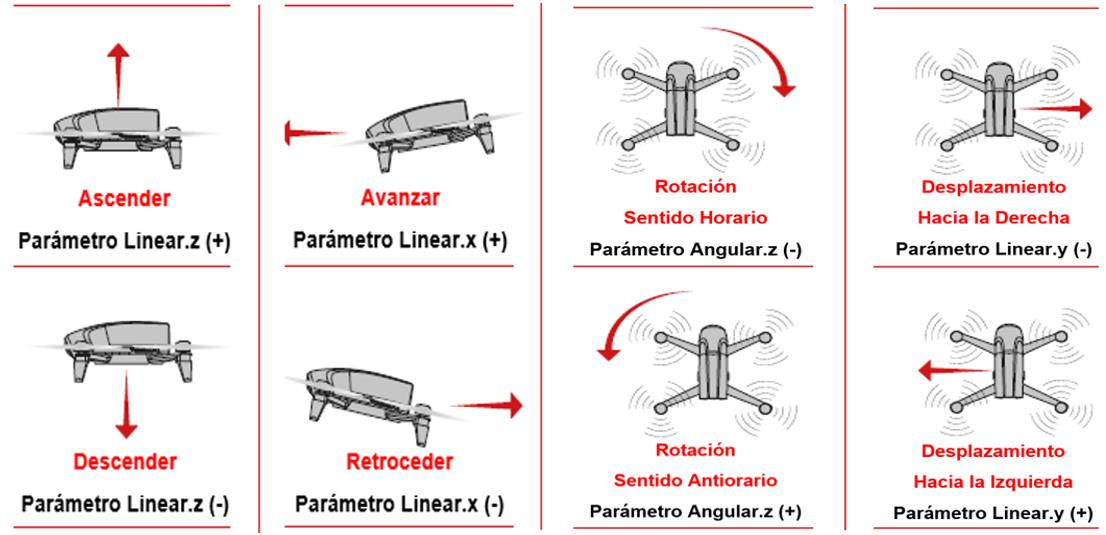 Ascender
Parámetro Linear.z (+)
Avanzar
Parámetro Linear.x (+)
Rotación
Sentido Horario
Parámetro Angular.z (-)
Desplazamiento
Hacia la Derecha
Parámetro Linear.y (-)
Descender
Parámetro Linear.z (-)
Retroceder
Parámetro Linear.x (-)
Rotación
Sentido Antiorario
Parámetro Angular.z (+)
Desplazamiento
Hacia la Izquierda
Parámetro Linear.y (+)